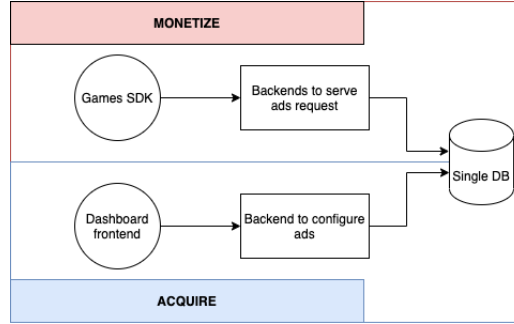 MONETIZE
Games SDK
Backends to serve
ads request
Single DB
Dashboard
frontend
Backend to configure
ads
ACQUIRE